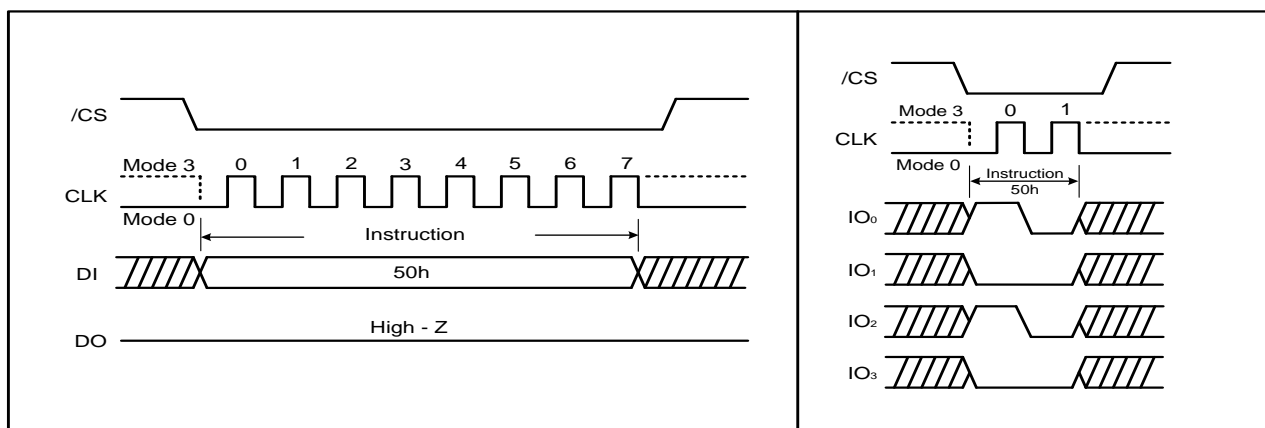 /CS
Mode 3 0 1 2 3 4 5 6 7
CLK
Mode 0
Instruction
DI 50h
High - Z
DO
/CS
Mode 3 0 1
CLK
Mode 0 Instruction
50h
IO₀
IO₁
IO₂
IO₃